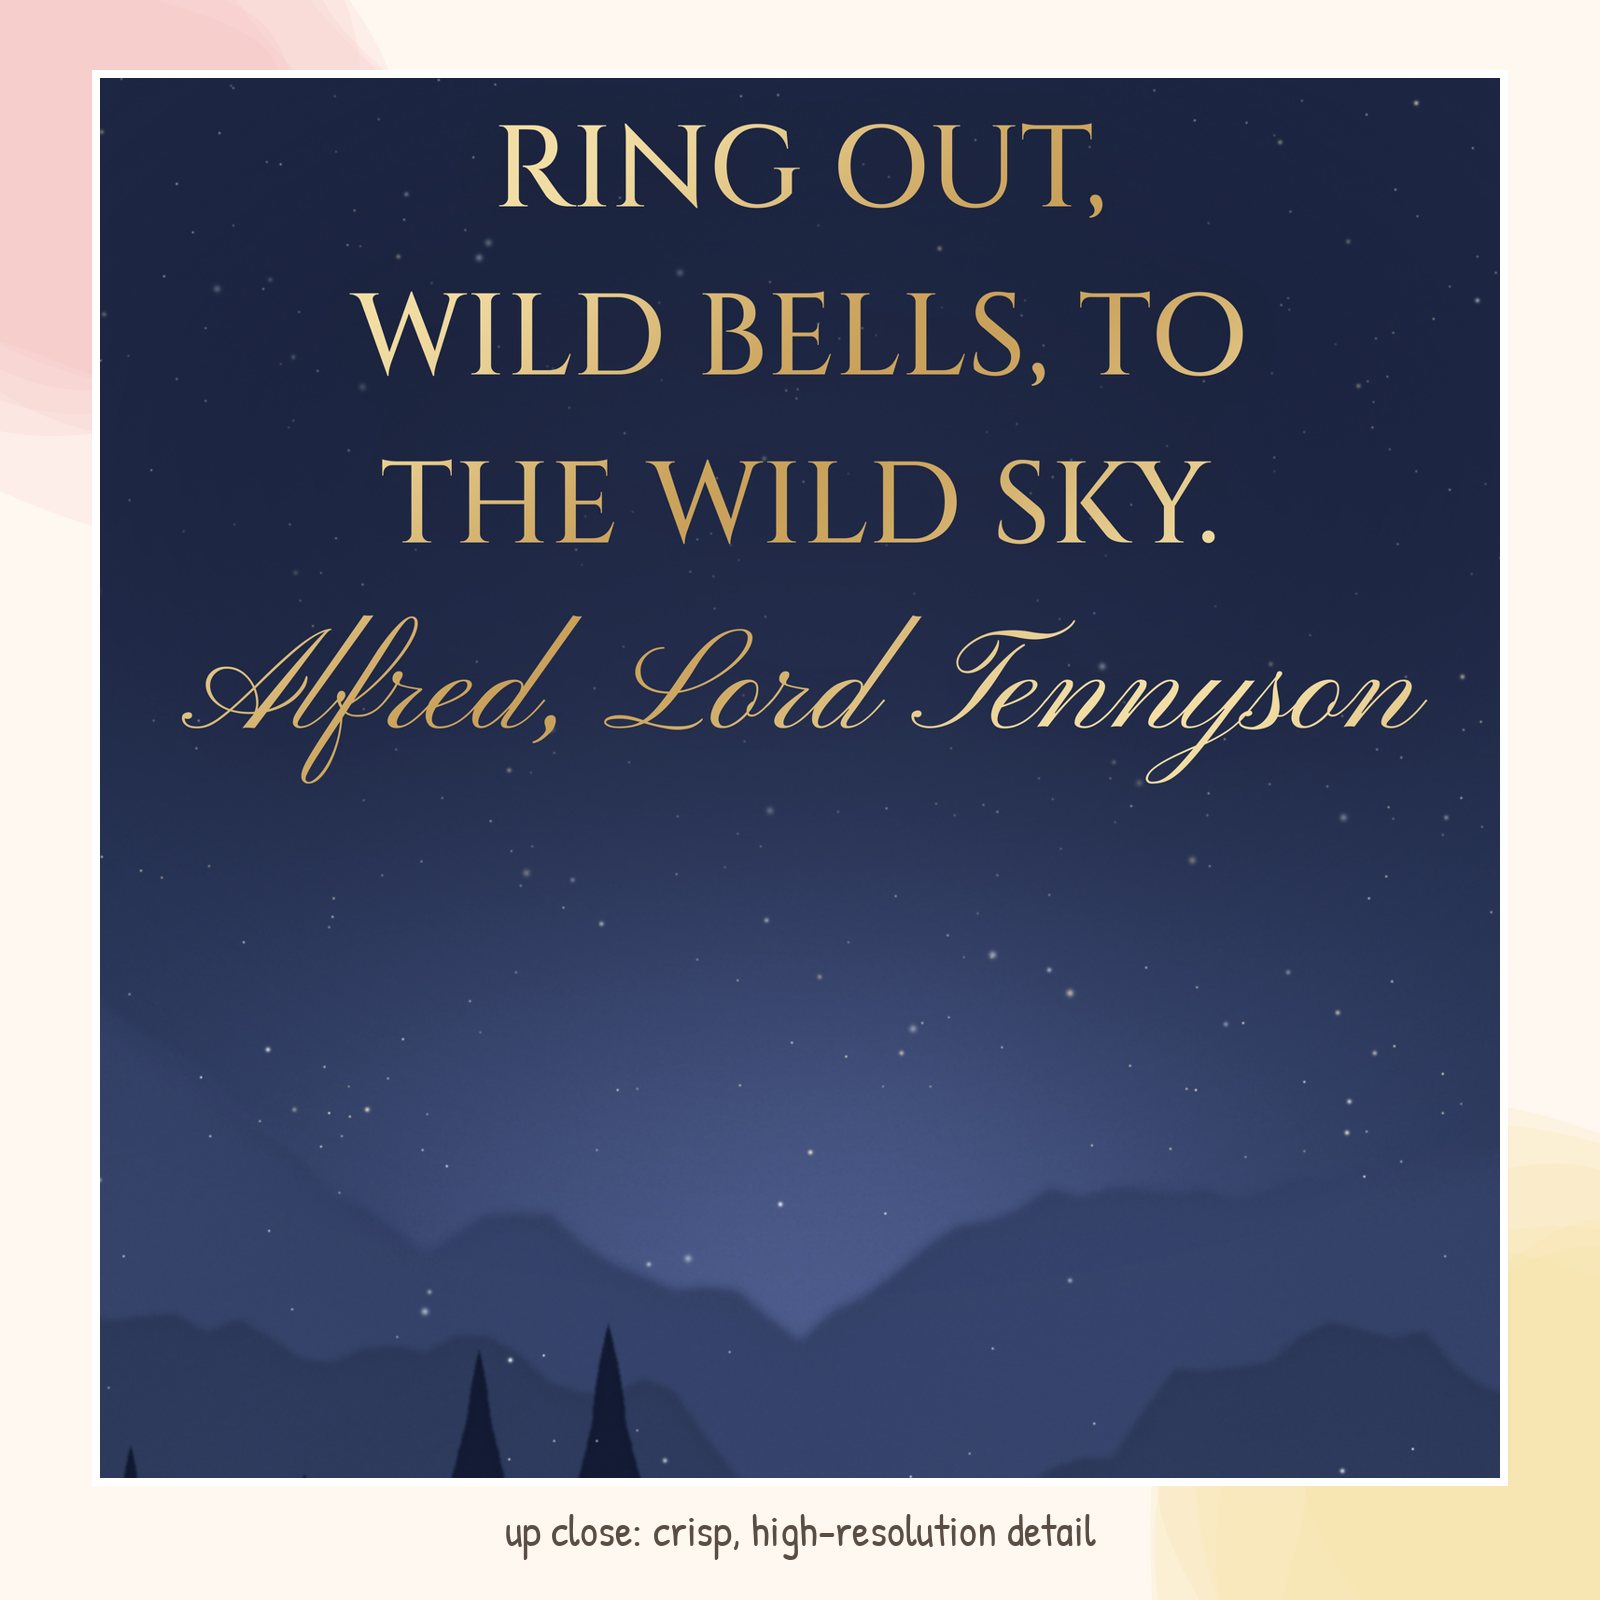 RING OUT,
WILD BELLS, TO
THE WILD SKY.
Alfred, Lord Tennyson
up close: crisp, high-resolution detail